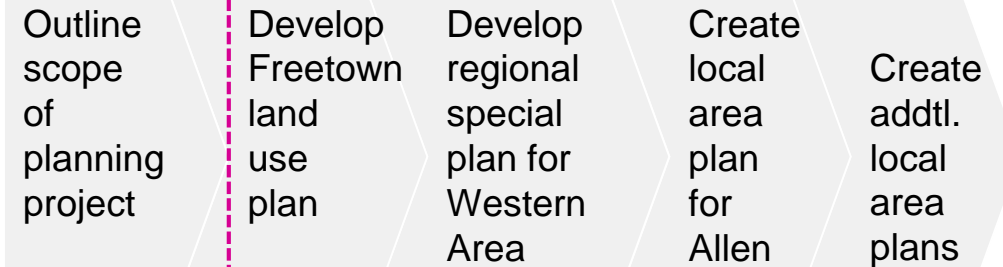 Outline
scope
of
planning
project
Develop
Freetown
land
use
plan
Develop
regional
special
plan for
Western
Area
Create
local
area
plan
for
Allen
Create
addtl.
local
area
plans